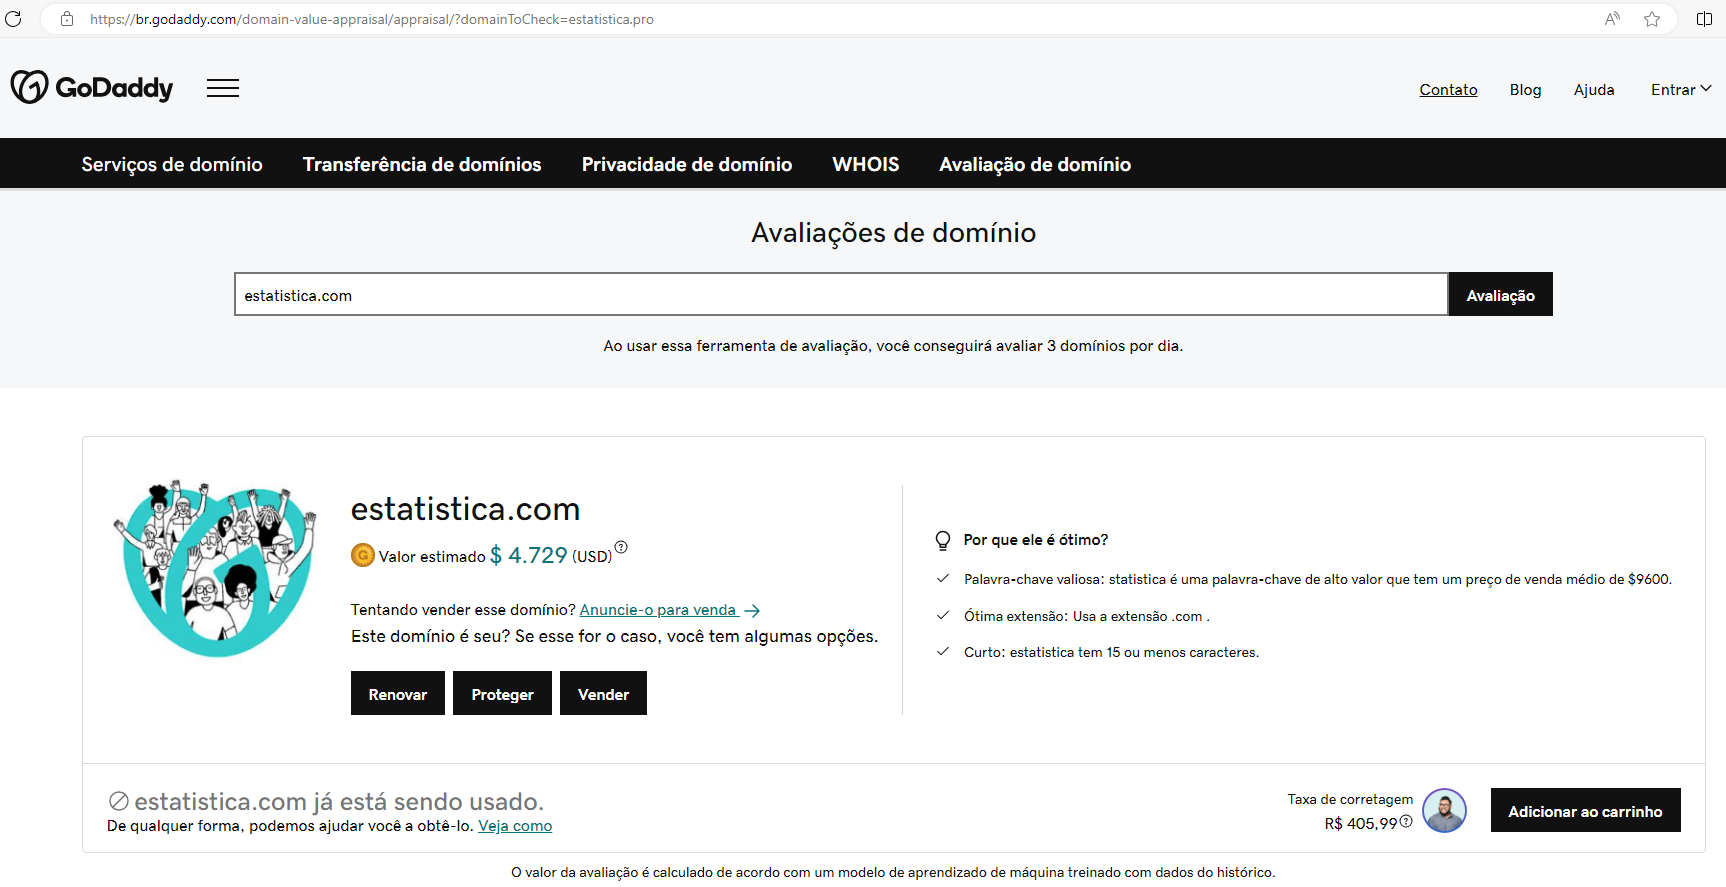 https://br.godaddy.com/domain-value-appraisal/appraisal/?domainToCheck=estatistica.pro
GoDaddy
Contato Blog Ajuda Entrar
Serviços de domínio Transferência de domínios Privacidade de domínio WHOIS Avaliação de domínio
Avaliações de domínio
estatistica.com Avaliação
Ao usar essa ferramenta de avaliação, você conseguirá avaliar 3 domínios por dia.
estatistica.com
Valor estimado $ 4.729 (USD)
Tentando vender esse domínio? Anuncie-o para venda
Este domínio é seu? Se esse for o caso, você tem algumas opções.
Renovar Proteger Vender
Por que ele é ótimo?
Palavra-chave valiosa: statistica é uma palavra-chave de alto valor que tem um preço de venda médio de $9600.
Ótima extensão: Usa a extensão .com .
Curto: estatistica tem 15 ou menos caracteres.
estatistica.com já está sendo usado.
De qualquer forma, podemos ajudar você a obtê-lo. Veja como
Taxa de corretagem
R$ 405,99
Adicionar ao carrinho
O valor da avaliação é calculado de acordo com um modelo de aprendizado de máquina treinado com dados do histórico.